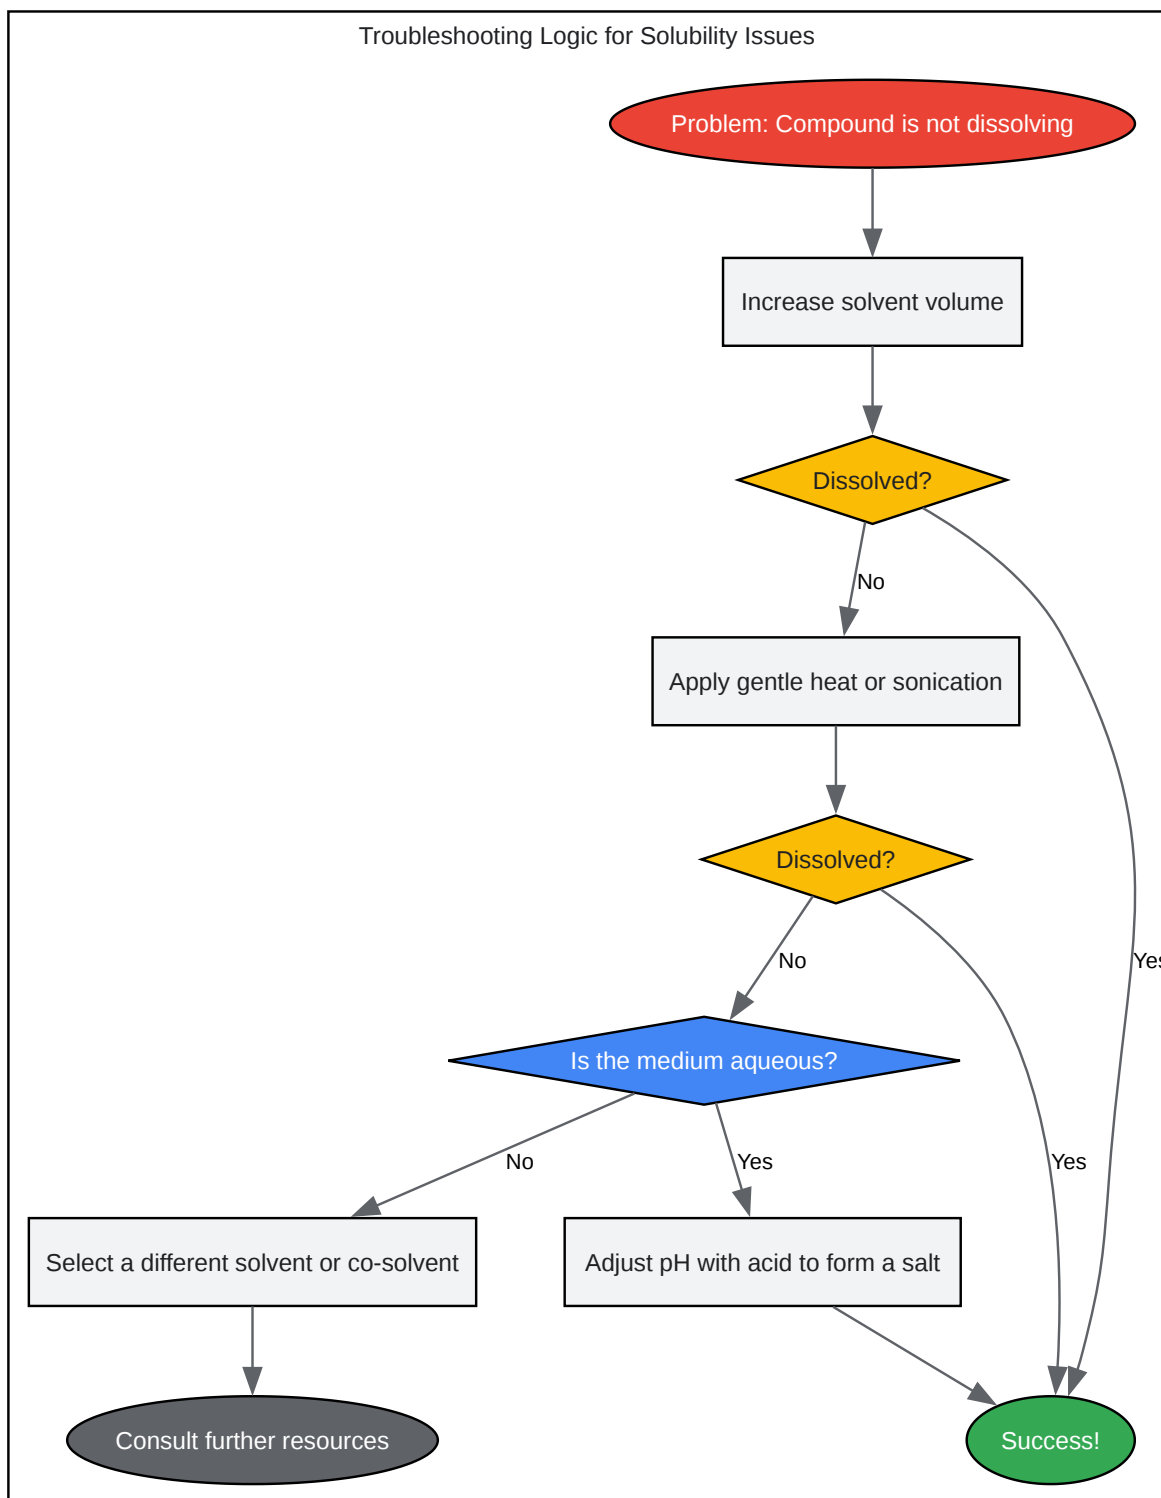 Troubleshooting Logic for Solubility Issues
Problem: Compound is not dissolving
Increase solvent volume
Dissolved?
No
Apply gentle heat or sonication
Dissolved?
No
Yes
Is the medium aqueous?
No
Yes
Yes
Select a different solvent or co-solvent
Adjust pH with acid to form a salt
Consult further resources
Success!